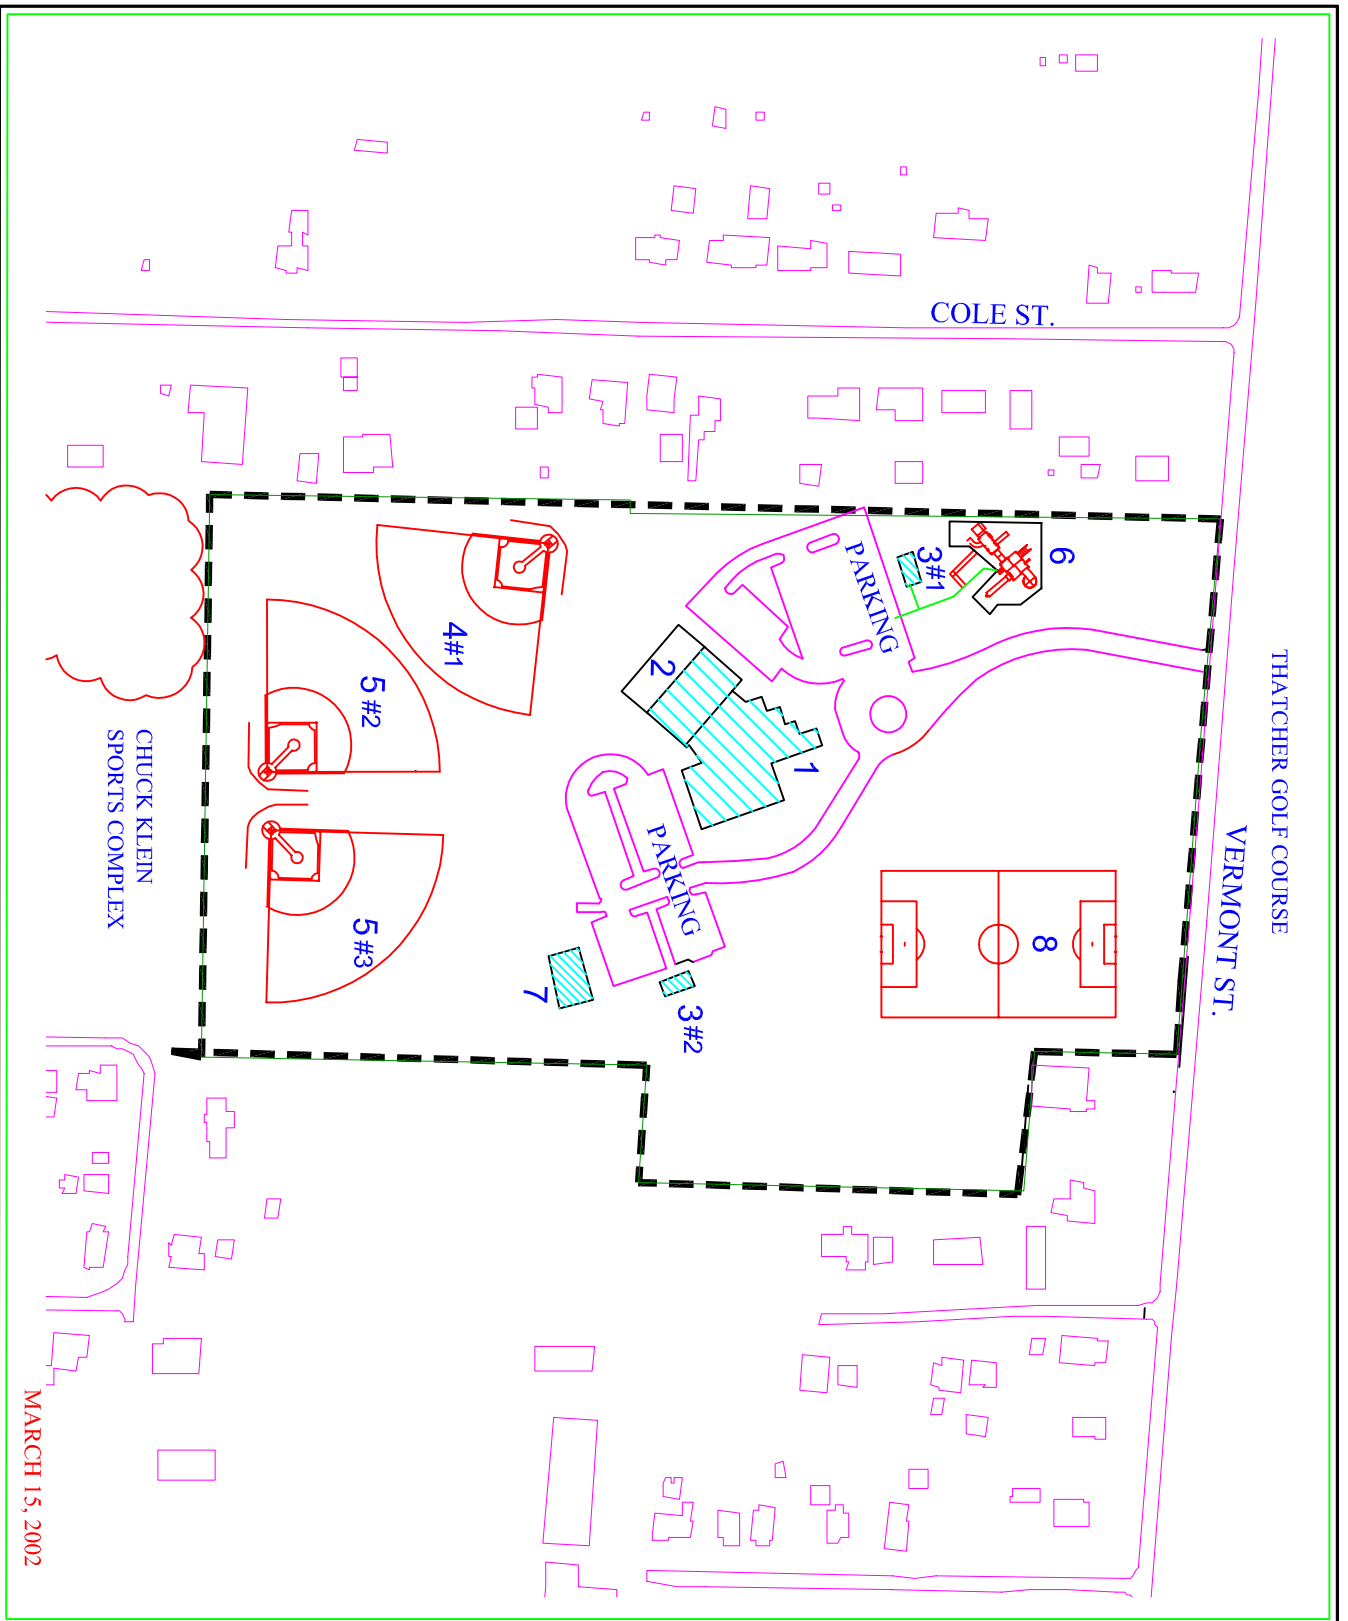 THATCHER GOLF COURSE
VERMONT ST.
COLE ST.
6
3#1
PARKING
8
1
2
PARKING
3#2
7
4#1
5 #2
5 #3
CHUCK KLEIN
SPORTS COMPLEX
MARCH 15, 2002